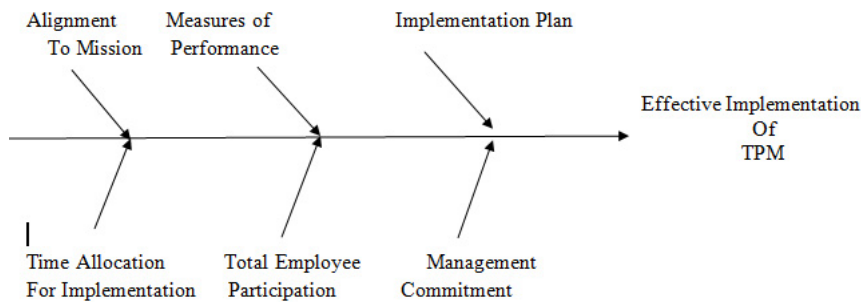 Alignment
To Mission
Measures of
Performance
Implementation Plan
Effective Implementation
Of
TPM
Time Allocation
For Implementation
Total Employee
Participation
Management
Commitment